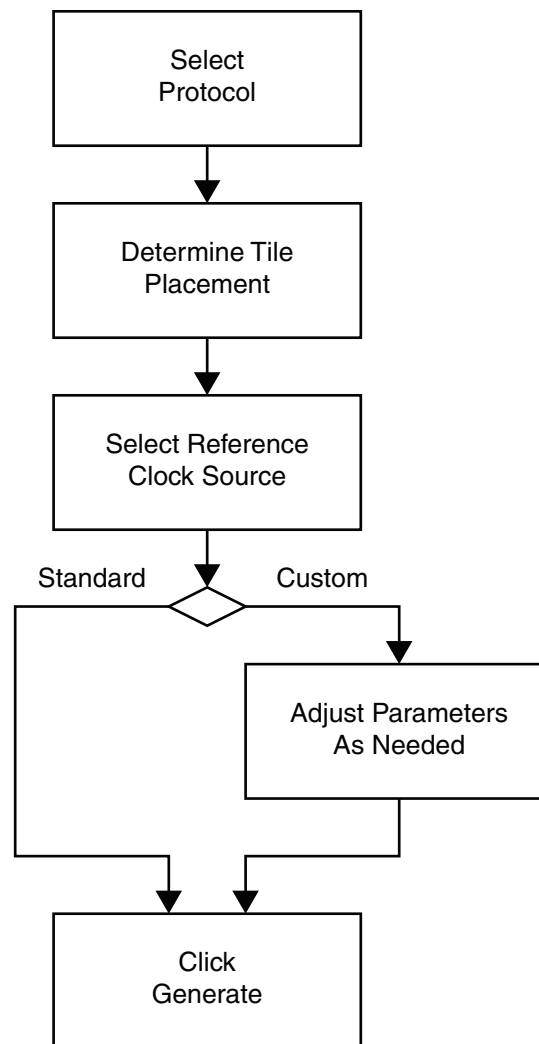 Select
Protocol
Determine Tile
Placement
Select Reference
Clock Source
Standard
Custom
Adjust Parameters
As Needed
Click
Generate